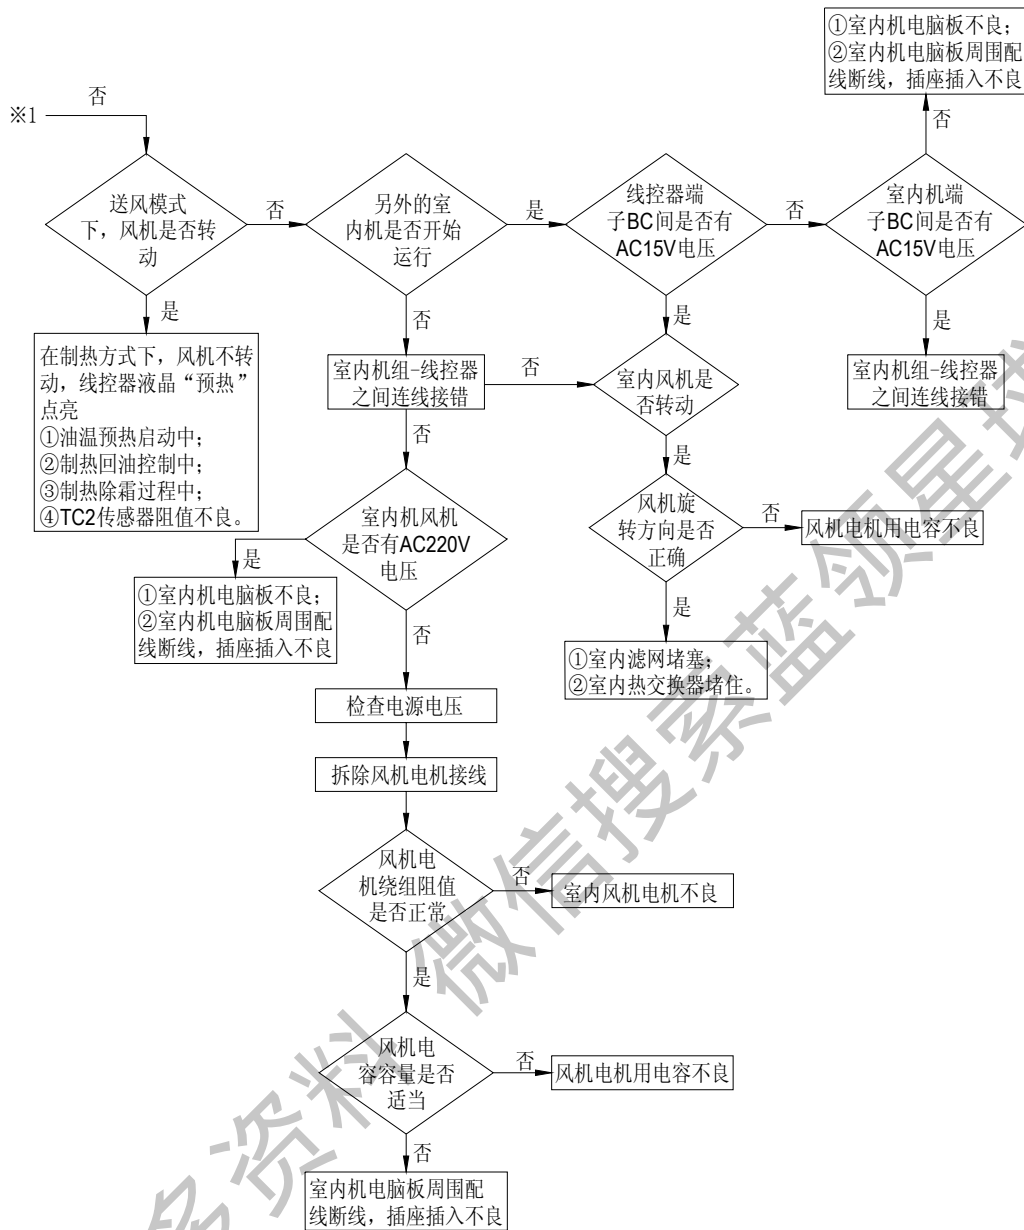 ①室内机电脑板不良；
②室内机电脑板周围配
线断线，插座插入不良
否
※1
否
送风模式
下，风机是否转
动
否
另外的室
内机是否开始
运行
是
线控器端
子BC间是否有
AC15V电压
否
室内机端
子BC间是否有
AC15V电压
是
否
是
是
在制热方式下，风机不转
动，线控器液晶“预热”
点亮
①油温预热启动中；
②制热回油控制中；
③制热除霜过程中；
④TC2传感器阻值不良。
室内机组-线控器
之间连线接错
否
室内风机是
否转动
室内机组-线控器
之间连线接错
否
是
室内机风机
是否有AC220V
电压
风机旋
转方向是否
正确
否
风机电机用电容不良
是
①室内机电脑板不良；
②室内机电脑板周围配
线断线，插座插入不良
否
是
①室内滤网堵塞；
②室内热交换器堵住。
检查电源电压
拆除风机电机接线
风机电
机绕组阻值
是否正常
否
室内风机电机不良
是
风机电
容容量是否
适当
否
风机电机用电容不良
否
室内机电脑板周围配
线断线，插座插入不良
多资料 微信搜索蓝领星球